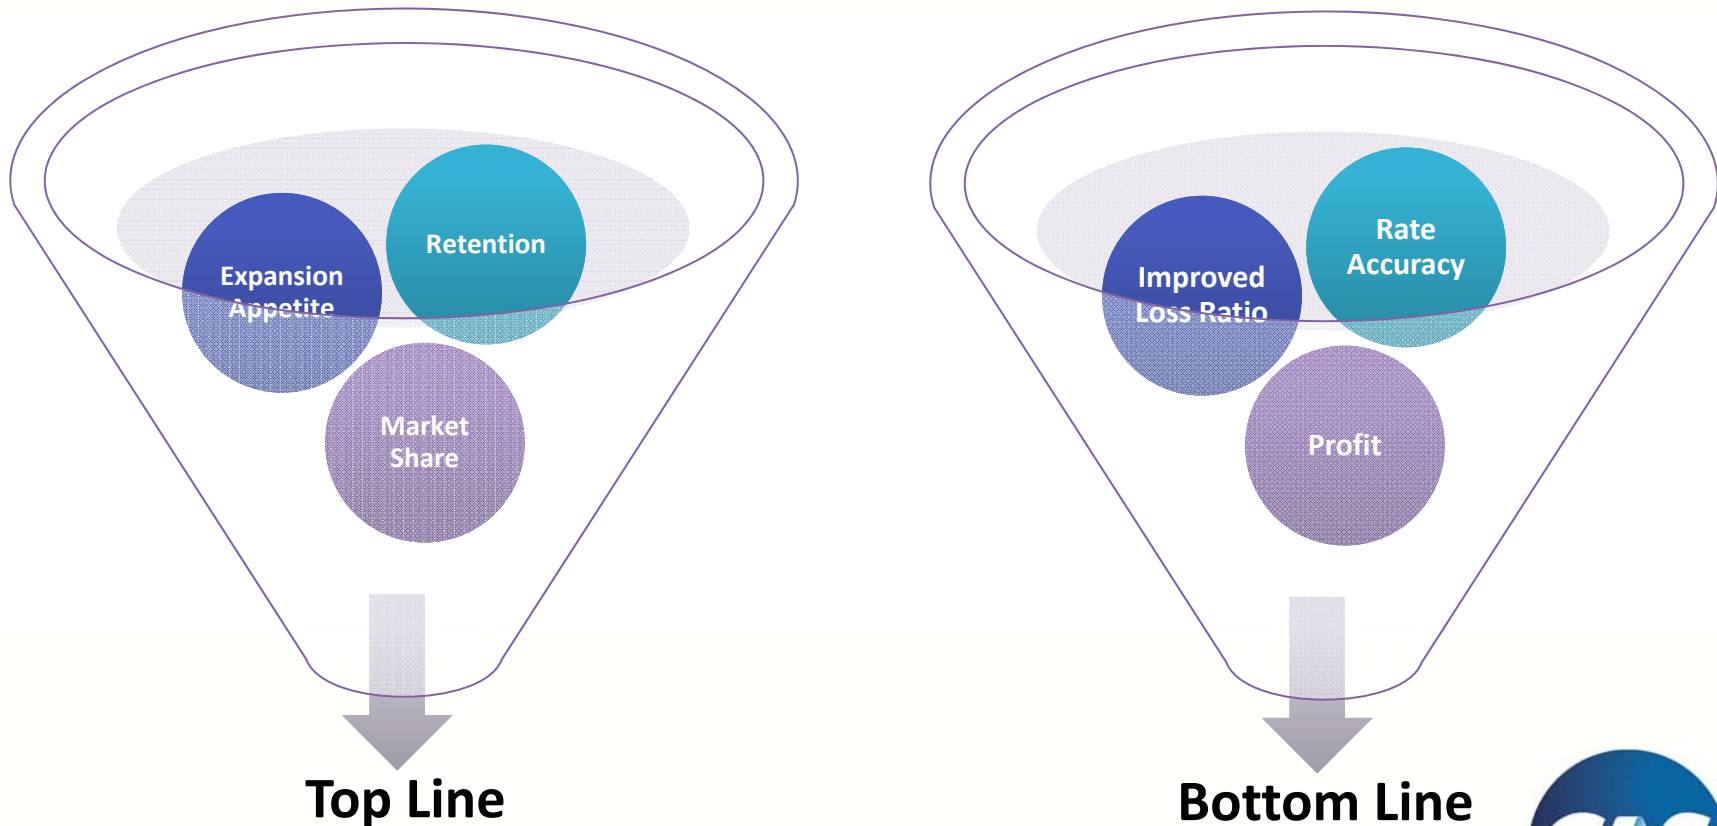 Retention
Expansion
Appetite
Market
Share
Top Line
Rate
Accuracy
Improved
Loss Ratio
Profit
Bottom Line